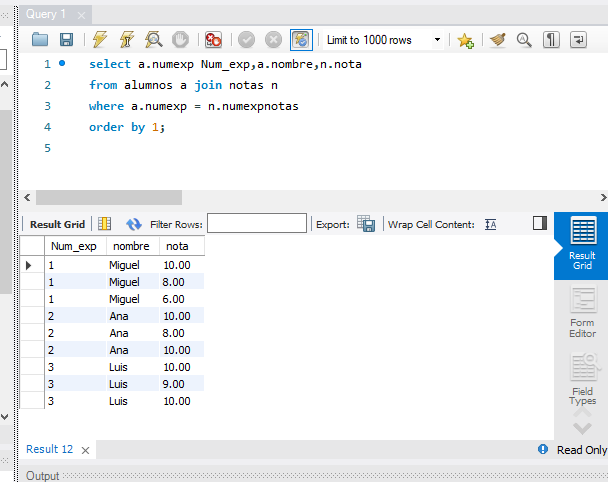 Query 1
Limit to 1000 rows
1 select a.numexp Num_exp,a.nombre,n.nota
2 from alumnos a join notas n
3 where a.numexp = n.numexpnotas
4 order by 1;
5
Result Grid Filter Rows: Export: Wrap Cell Content: IA
Num_exp nombre nota
1 Miguel 10.00
1 Miguel 8.00
1 Miguel 6.00
2 Ana 10.00
2 Ana 8.00
2 Ana 10.00
3 Luis 10.00
3 Luis 9.00
3 Luis 10.00
Result
Grid
Form
Editor
Field
Types
Result 12 Read Only
Output